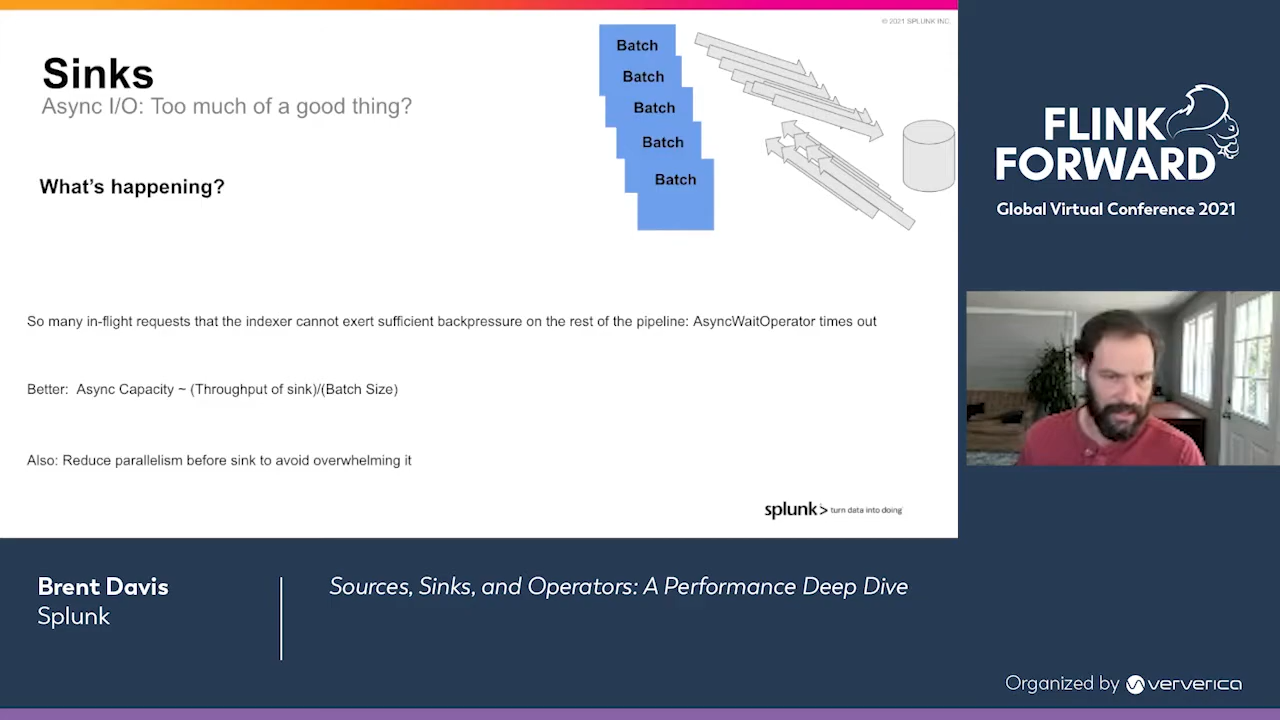 © 2021 SPLUNK INC.
Sinks
Async I/O: Too much of a good thing?
What's happening?
Batch
Batch
Batch
Batch
Batch
So many in-flight requests that the indexer cannot exert sufficient backpressure on the rest of the pipeline: AsyncWaitOperator times out
Better:  Async Capacity ~ (Throughput of sink)/(Batch Size)
Also: Reduce parallelism before sink to avoid overwhelming it
splunk> turn data into doing
FLINK
FORWARD
Global Virtual Conference 2021
Brent Davis
Splunk
Sources, Sinks, and Operators: A Performance Deep Dive
Organized by ververica